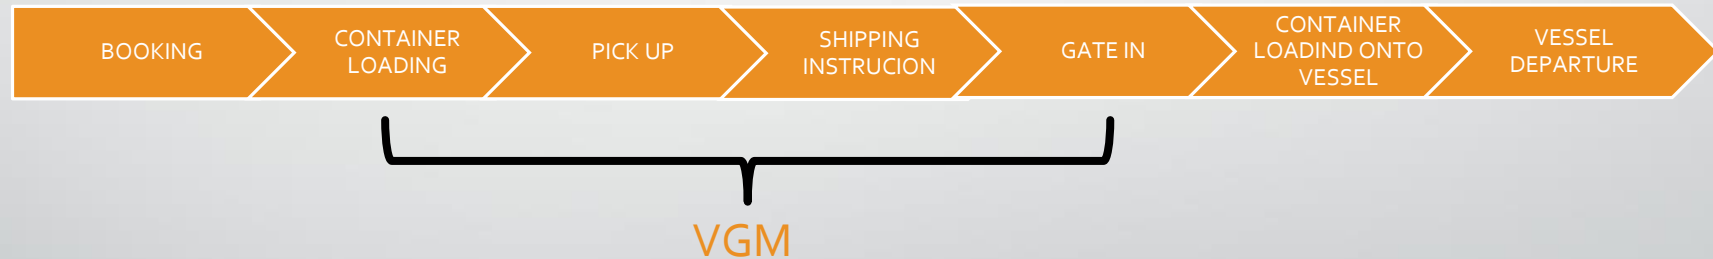 BOOKING
CONTAINER
LOADING
PICK UP
SHIPPING
INSTRUCION
GATE IN
CONTAINER
LOADIND ONTO
VESSEL
VESSEL
DEPARTURE
VGM